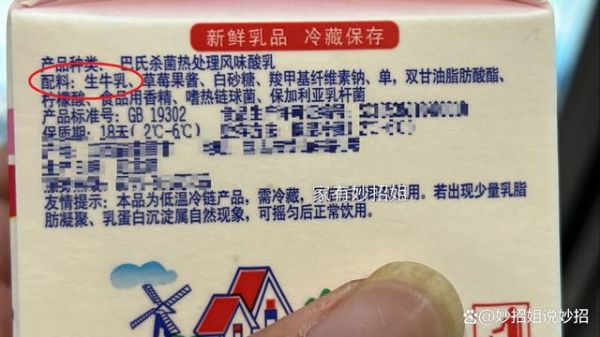 新鲜乳品 冷藏保存
产品种类: 巴氏杀菌热处理风味酸乳
配料: 生牛乳、草莓果酱、白砂糖、羧甲基纤维素钠、单,双甘油脂肪酸酯、
柠檬酸、食品用香精、嗜热链球菌、保加利亚乳杆菌
产品标准号: GB 19302
保质期: 18天( 2℃-6℃)
友情提示: 本品为低温冷链产品, 需冷藏, 用。若出现少量乳脂
家有妙招姐
肪凝聚、乳蛋白沉淀属自然现象, 可摇匀后正常饮用。
@妙招姐说妙招